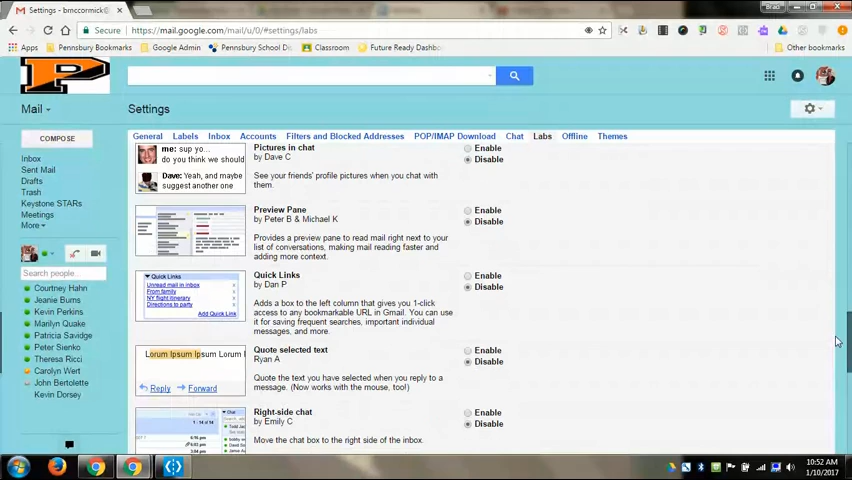 Settings - bmccormick@
Brad
Secure https://mail.google.com/mail/u/0/#settings/labs
Apps Pennsbury Bookmarks Google Admin Pennsbury School Dis Classroom Future Ready Dashbo Other bookmarks
P
Mail Settings
COMPOSE
General Labels Inbox Accounts Filters and Blocked Addresses POP/IMAP Download Chat Labs Offline Themes
Inbox
Sent Mail
Drafts
Trash
Keystone STARs
Meetings
More
Search people...
Courtney Hahn
Jeanie Burns
Kevin Perkins
Marilyn Quake
Patricia Savidge
Peter Sienko
Theresa Ricci
Carolyn Wert
John Bertolette
Kevin Dorsey
me: sup yo...
do you think we should
Dave: Yeah, and maybe
suggest another one
Pictures in chat
by Dave C
See your friends' profile pictures when you chat with
them.
Enable
Disable
Preview Pane
by Peter B & Michael K
Provides a preview pane to read mail right next to your
list of conversations, making mail reading faster and
adding more context.
Enable
Disable
Quick Links
Unread mail in inbox
From family
NY flight itinerary
Directions to party
Add Quick Link
Quick Links
by Dan P
Adds a box to the left column that gives you 1-click
access to any bookmarkable URL in Gmail. You can use
it for saving frequent searches, important individual
messages, and more.
Enable
Disable
Lorum Ipsum Ipsum Lorum I
Reply Forward
Quote selected text
Ryan A
Quote the text you have selected when you reply to a
message. (Now works with the mouse, too!)
Enable
Disable
Right-side chat
by Emily C
Move the chat box to the right side of the inbox.
Enable
Disable
10:52 AM
1/10/2017